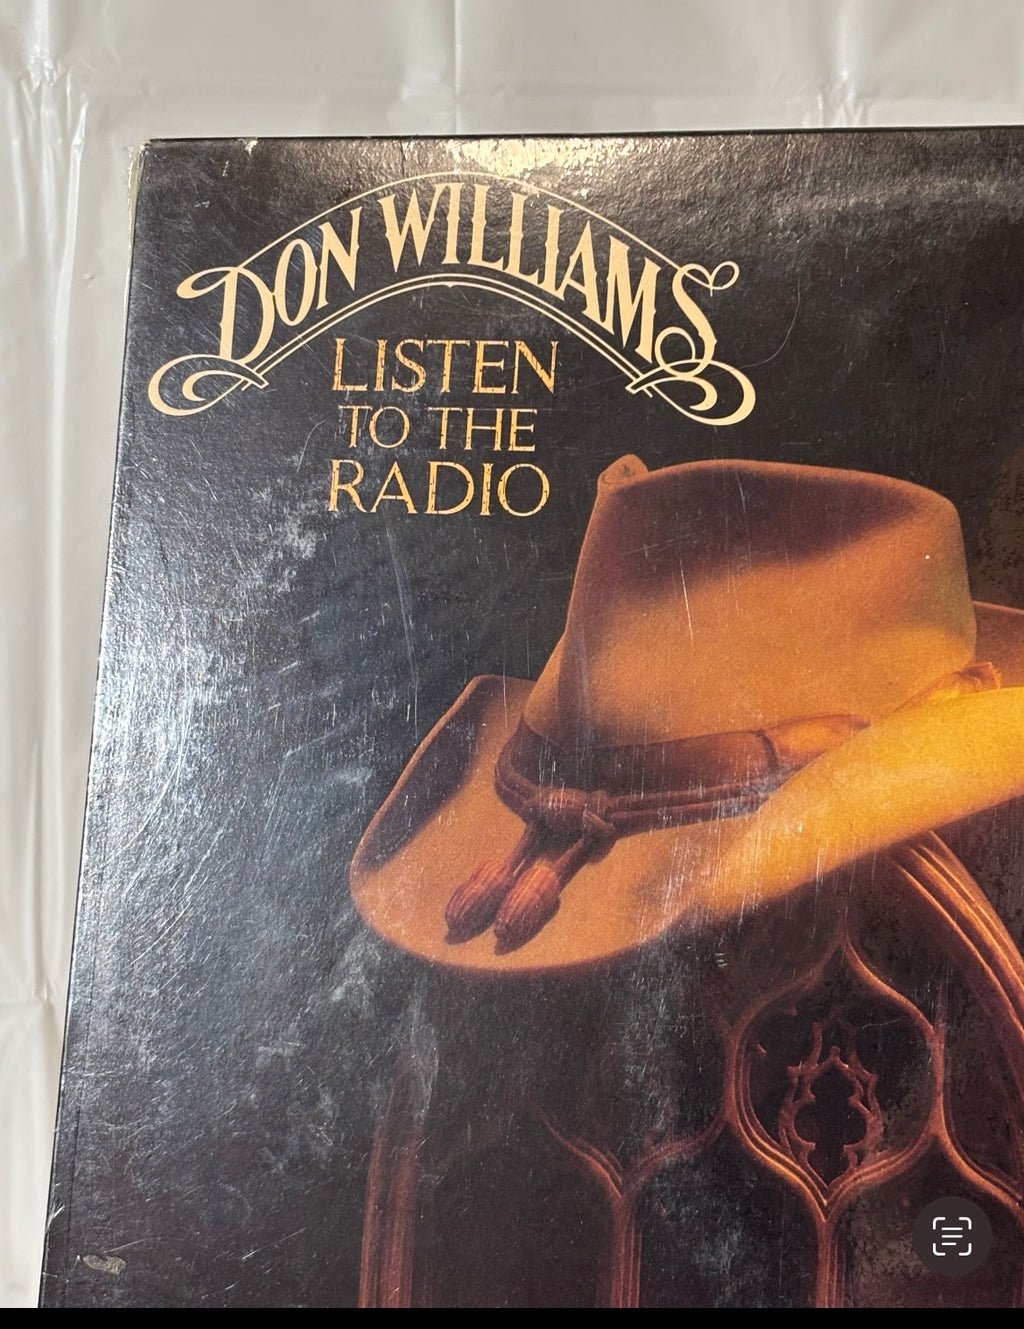 DON WILLIAMS
LISTEN
TO THE
RADIO